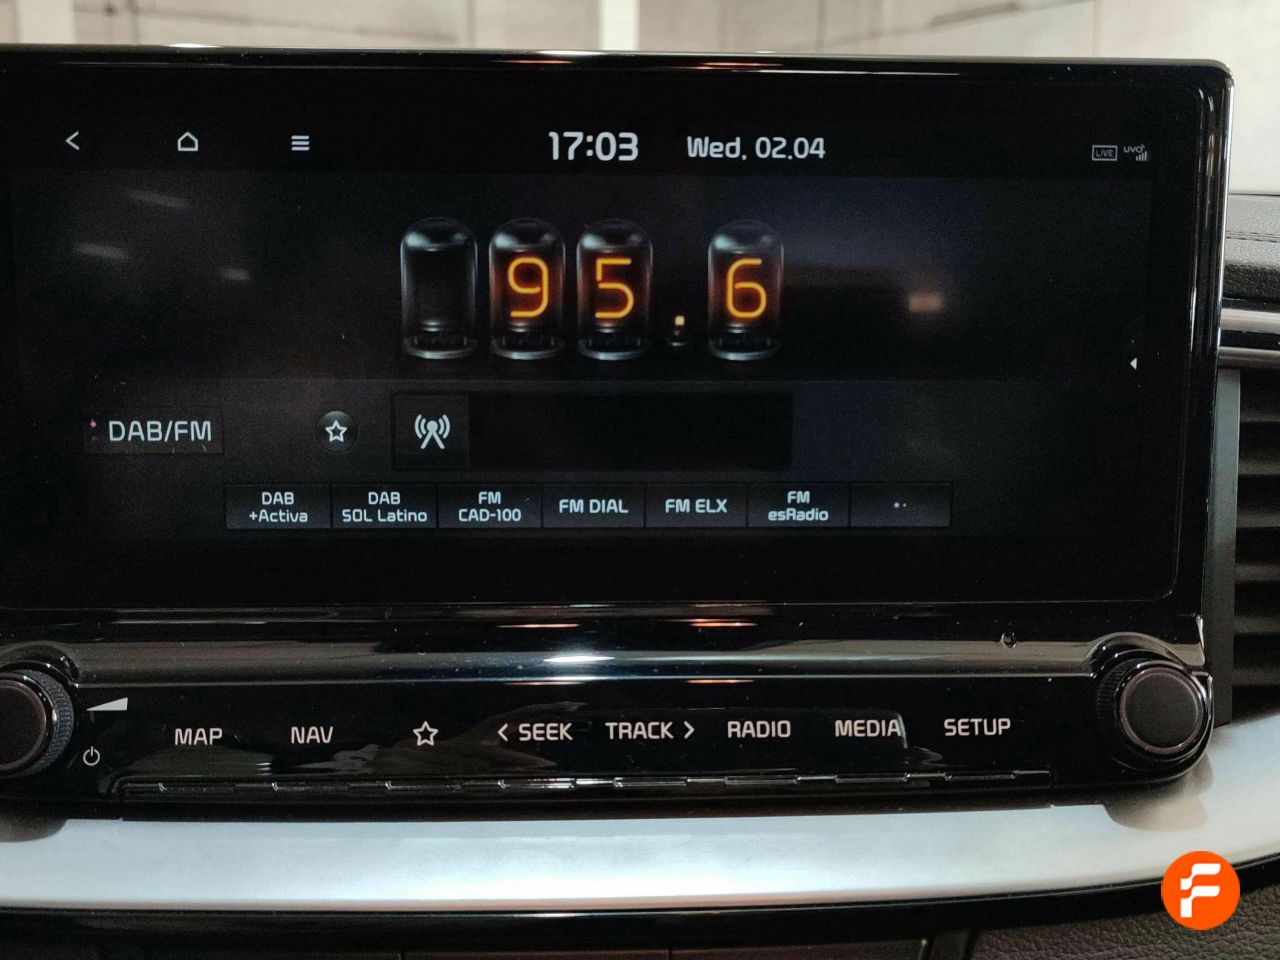 17:03 Wed. 02.04
LIVE UVO
95.6
DAB/FM
DAB
+Activa
DAB
SOL Latino
FM
CAD-100
FM DIAL
FM ELX
FM
esRadio
MAP NAV < SEEK TRACK > RADIO MEDIA SETUP
F